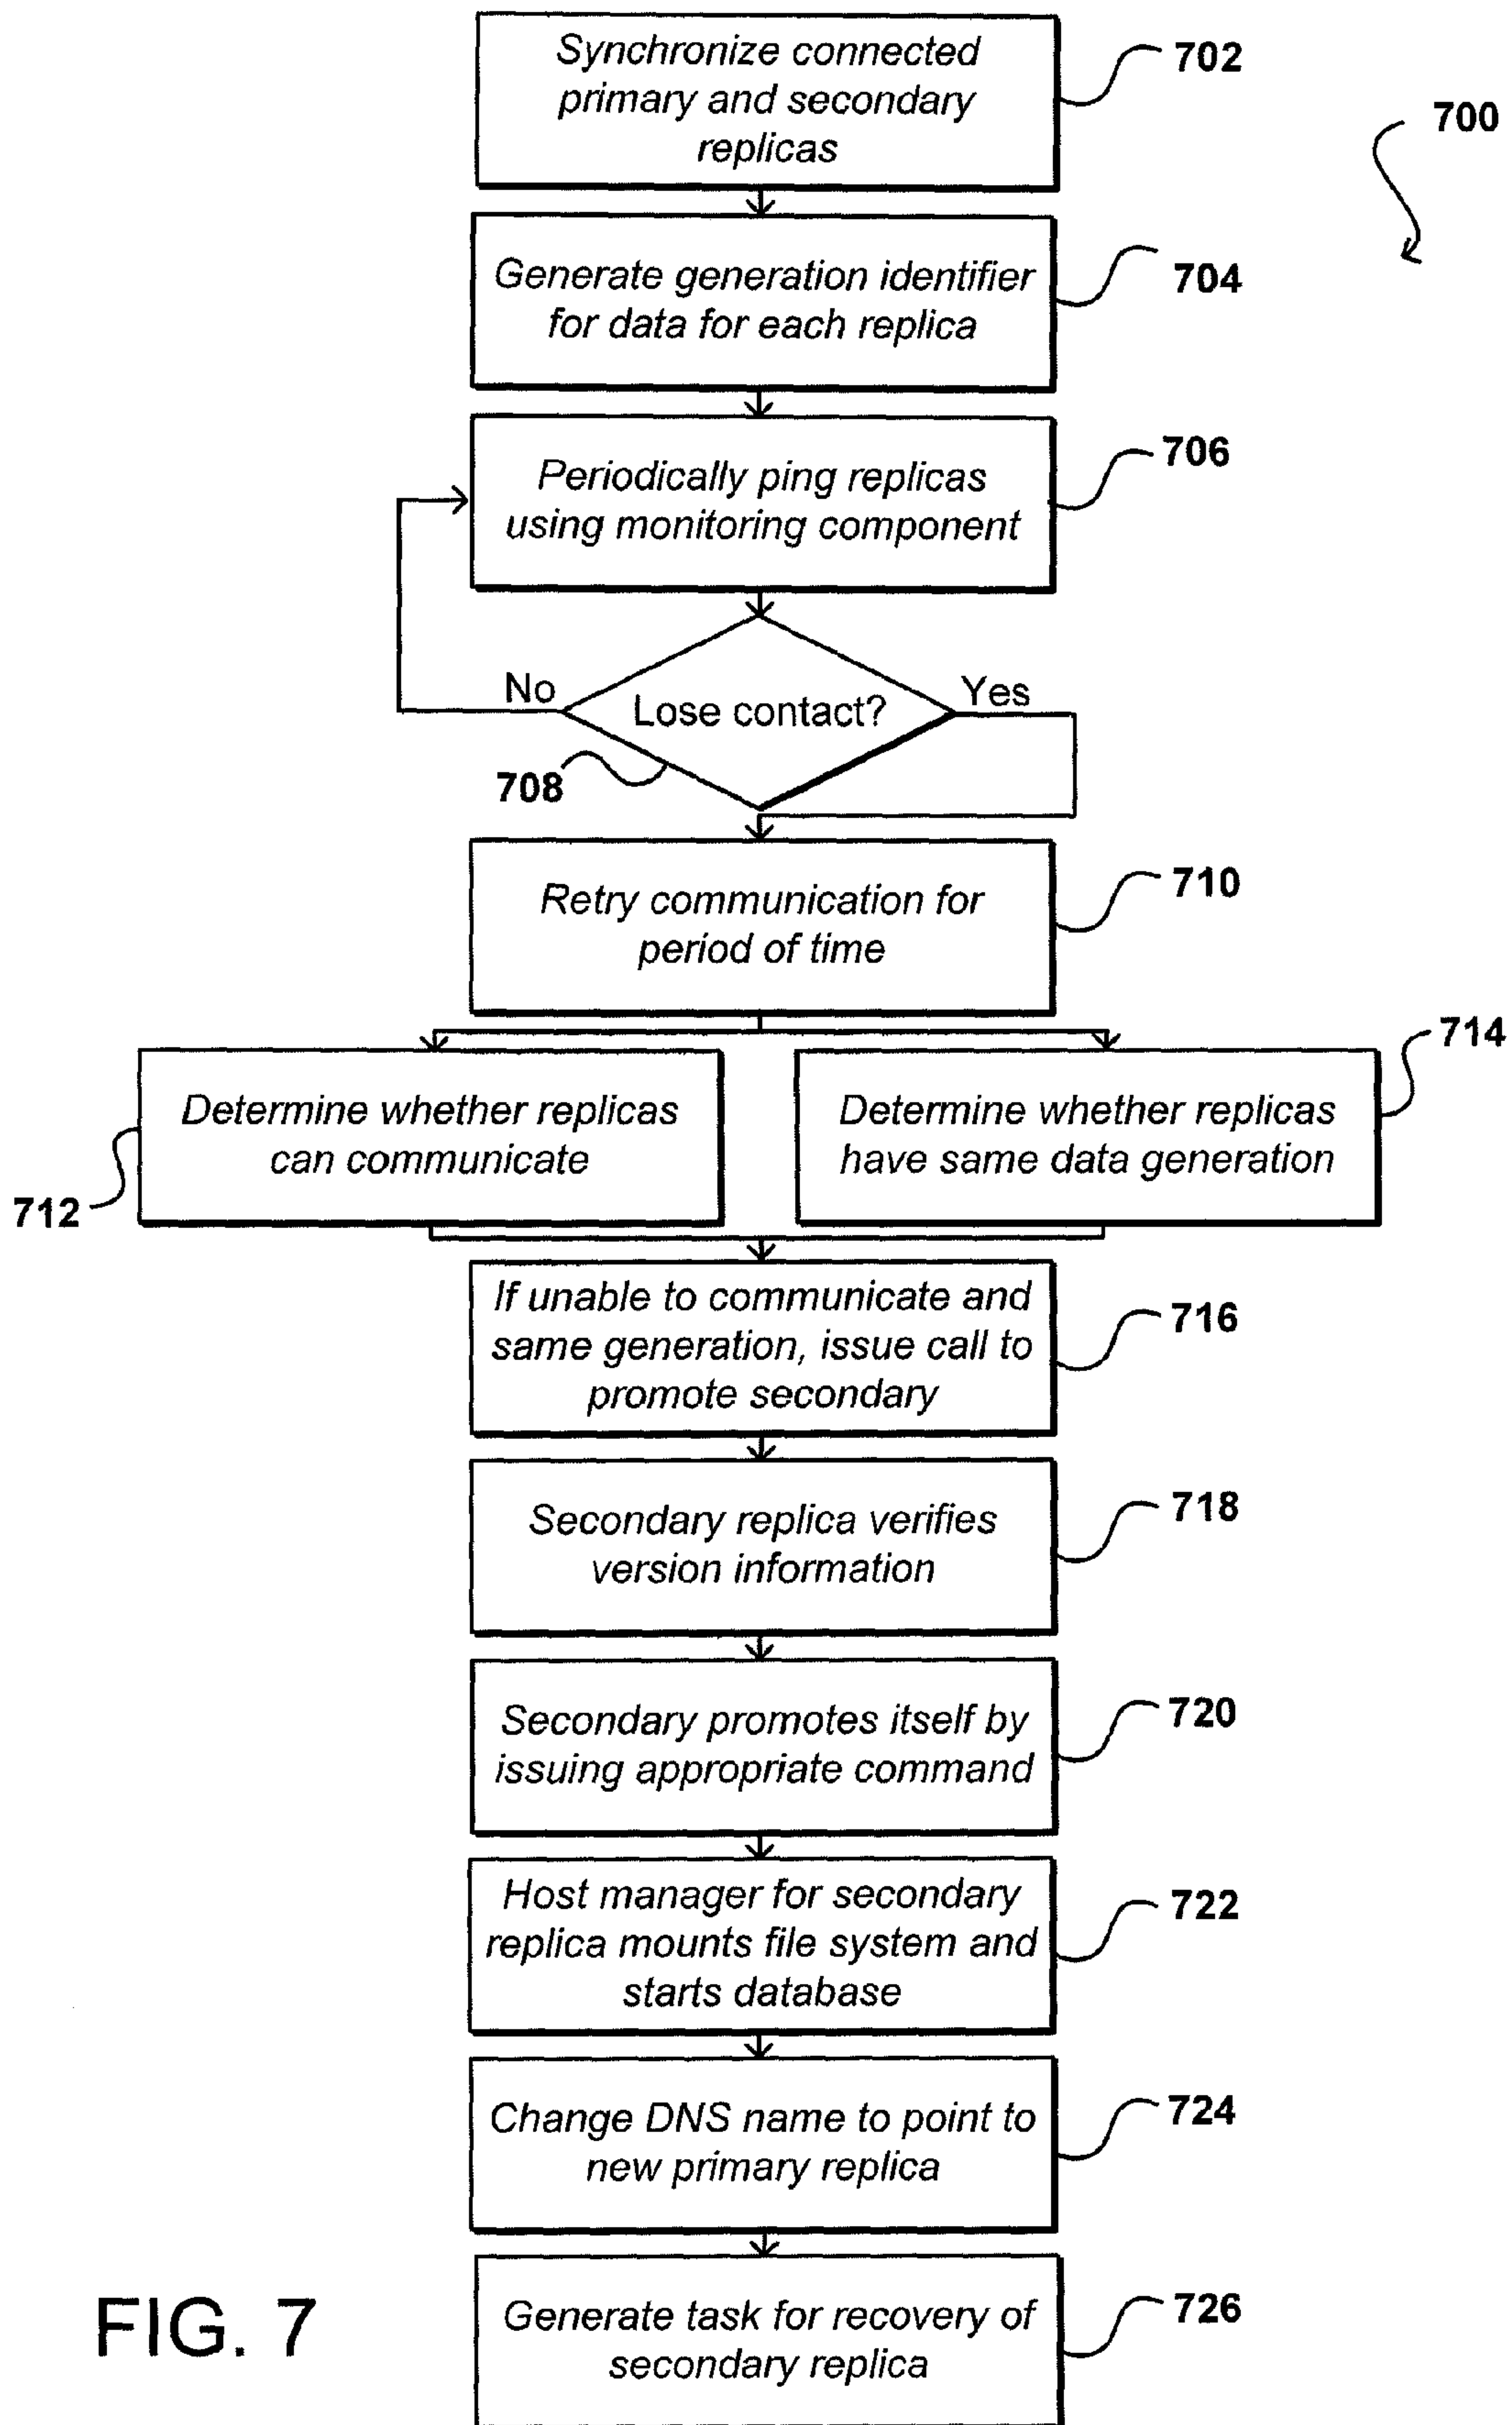 Synchronize connected
primary and secondary
replicas
702
700
Generate generation identifier
for data for each replica
704
Periodically ping replicas
using monitoring component
706
No
Lose contact?
Yes
708
Retry communication for
period of time
710
Determine whether replicas
can communicate
712
Determine whether replicas
have same data generation
714
If unable to communicate and
same generation, issue call to
promote secondary
716
Secondary replica verifies
version information
718
Secondary promotes itself by
issuing appropriate command
720
Host manager for secondary
replica mounts file system and
starts database
722
Change DNS name to point to
new primary replica
724
Generate task for recovery of
secondary replica
726
FIG. 7